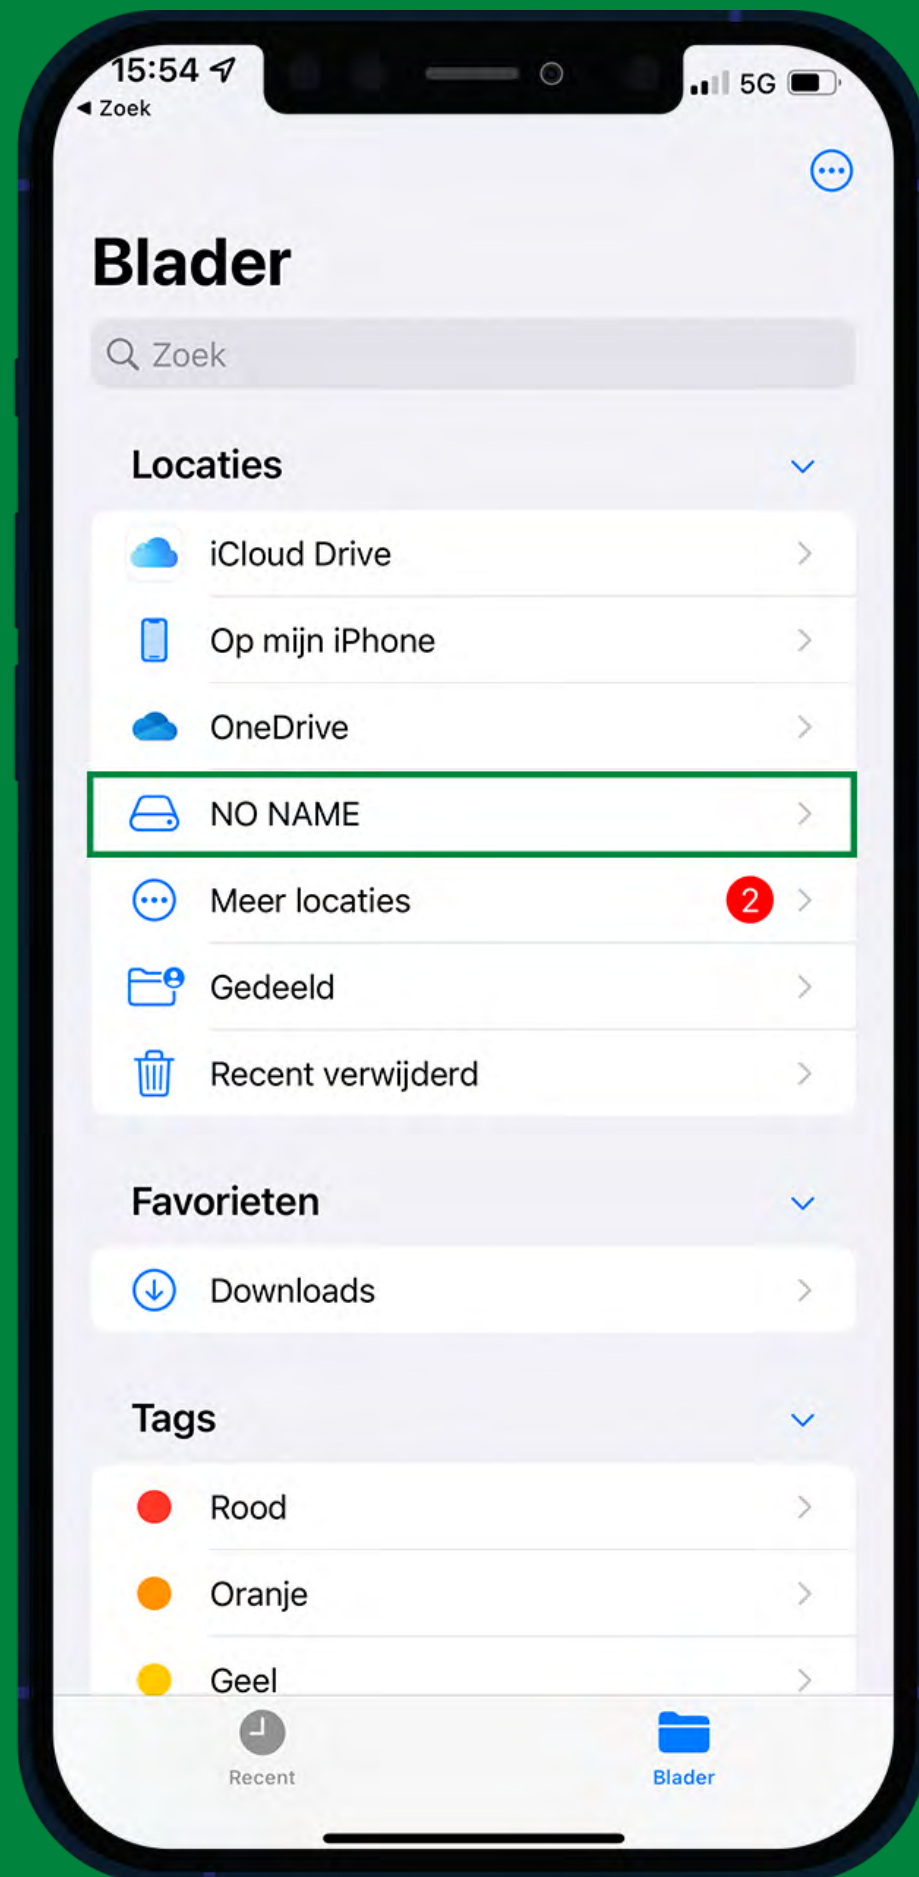 15:54
5G
Zoek
Blader
Zoek
Locaties
iCloud Drive
Op mijn iPhone
OneDrive
NO NAME
Meer locaties
2
Gedeeld
Recent verwijderd
Favorieten
Downloads
Tags
Rood
Oranje
Geel
Recent
Blader